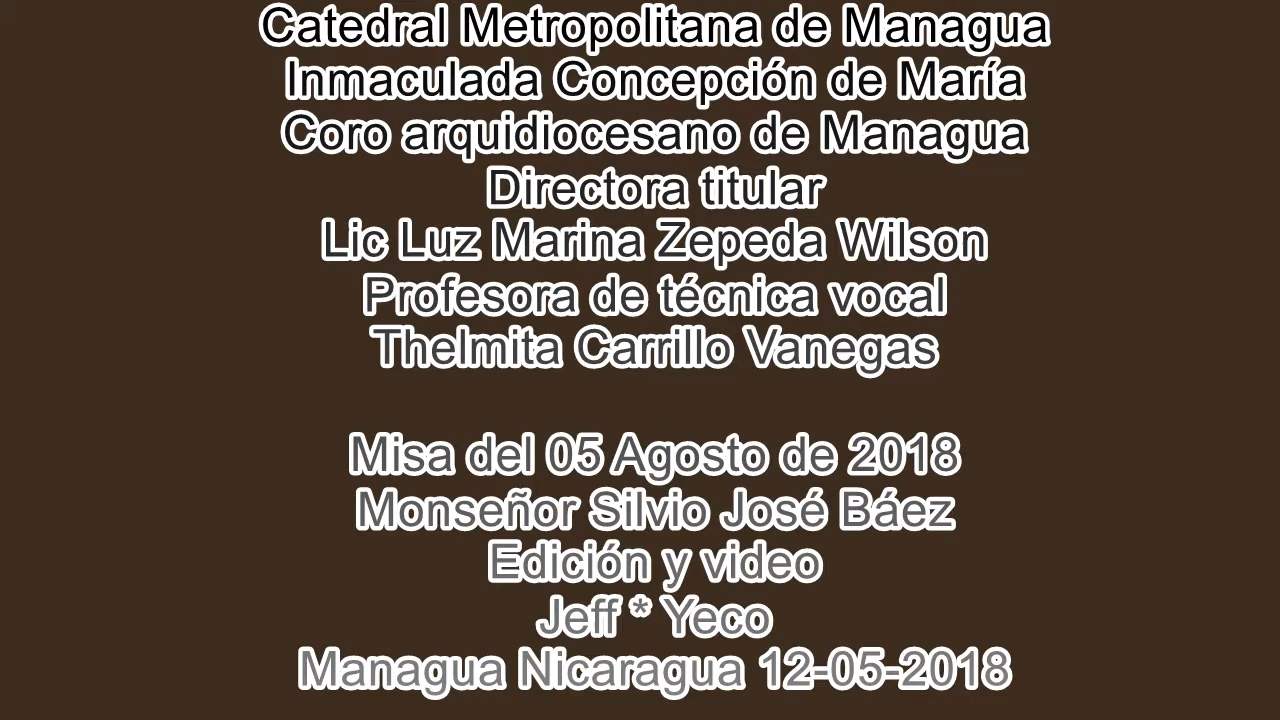 Catedral Metropolitana de Managua
Inmaculada Concepción de María
Coro arquidiocesano de Managua
Directora titular
Lic Luz Marina Zepeda Wilson
Profesora de técnica vocal
Thelmita Carrillo Vanegas
Misa del 05 Agosto de 2018
Monseñor Silvio José Báez
Edición y video
Jeff * Yeco
Managua Nicaragua 12-05-2018